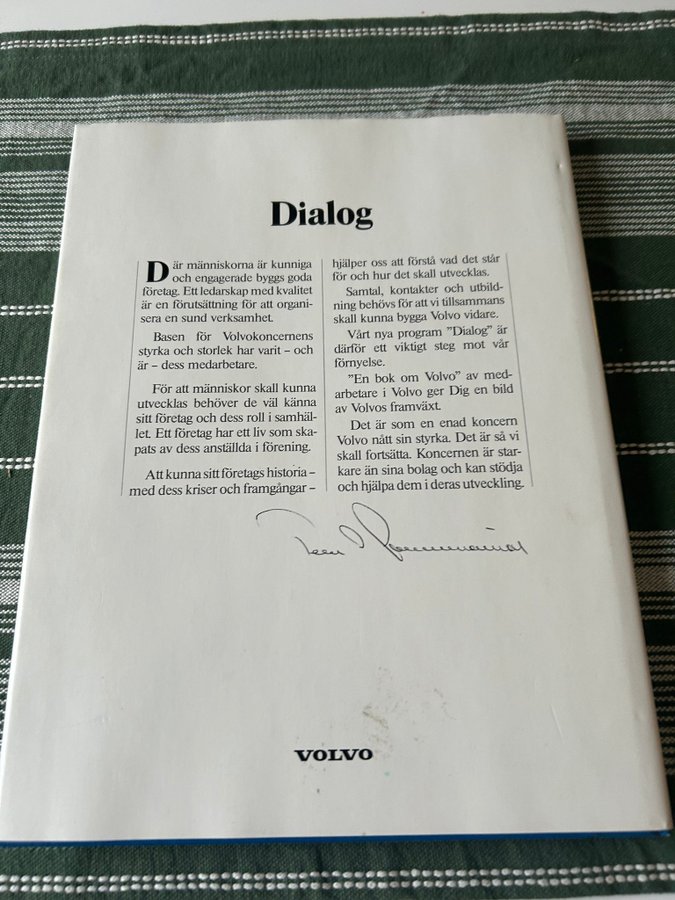 Dialog
Där människorna är kunniga
och engagerade byggs goda
företag. Ett ledarskap med kvalitet
är en förutsättning för att organi-
sera en sund verksamhet.
Basen för Volvokoncernens
styrka och storlek har varit – och
är – dess medarbetare.
För att människor skall kunna
utvecklas behöver de väl känna
sitt företag och dess roll i samhäl-
let. Ett företag har ett liv som ska-
pats av dess anställda i förening.
Att kunna sitt företags historia –
med dess kriser och framgångar –
hjälper oss att förstå vad det står
för och hur det skall utvecklas.
Samtal, kontakter och utbild-
ning behövs för att vi tillsammans
skall kunna bygga Volvo vidare.
Vårt nya program "Dialog" är
därför ett viktigt steg mot vår
förnyelse.
"En bok om Volvo" av med-
arbetare i Volvo ger Dig en bild
av Volvos framväxt.
Det är som en enad koncern
Volvo nått sin styrka. Det är så vi
skall fortsätta. Koncernen är star-
kare än sina bolag och kan stödja
och hjälpa dem i deras utveckling.
VOLVO